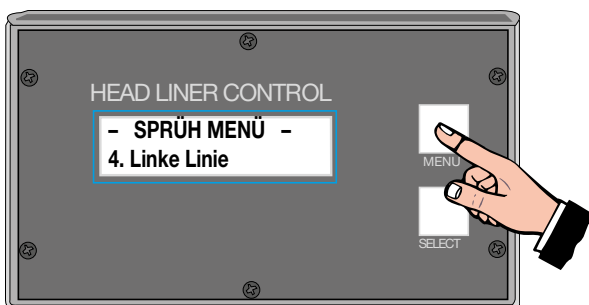 HEAD LINER CONTROL
– SPRÜH MENÜ –
4. Linke Linie
MENU
SELECT